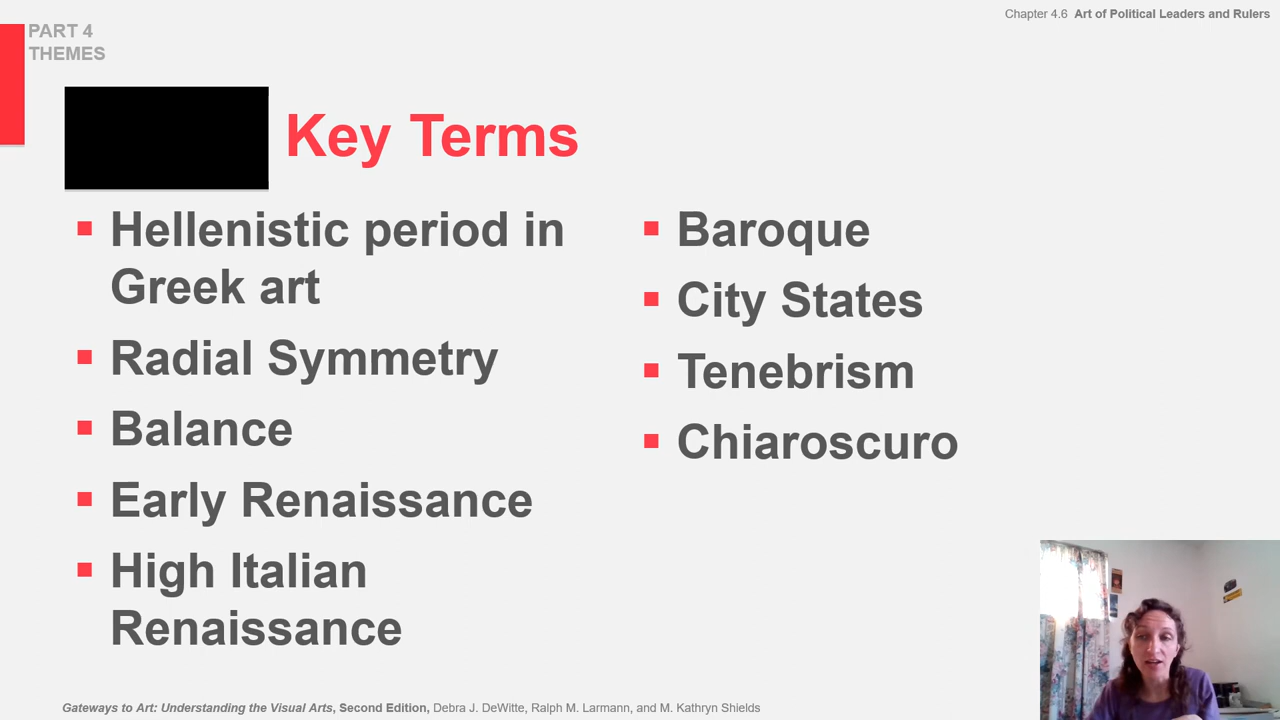 Chapter 4.6 Art of Political Leaders and Rulers
PART 4
THEMES
Key Terms
Hellenistic period in
Greek art
Radial Symmetry
Balance
Early Renaissance
High Italian
Renaissance
Baroque
City States
Tenebrism
Chiaroscuro
Gateways to Art: Understanding the Visual Arts, Second Edition, Debra J. DeWitte, Ralph M. Larmann, and M. Kathryn Shields